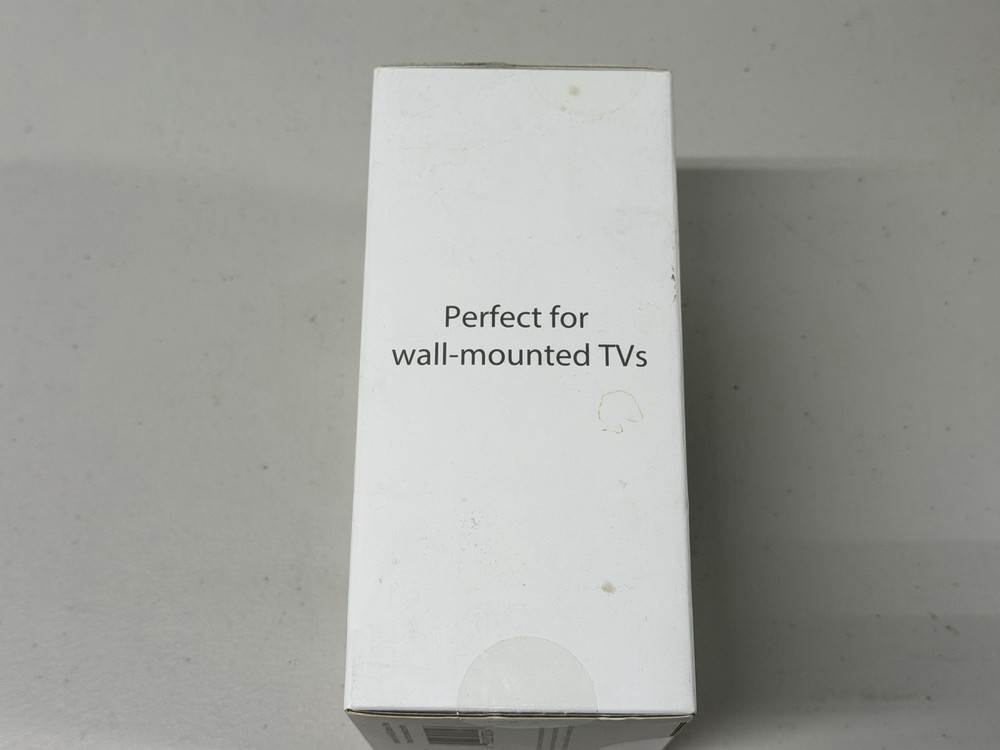 Perfect for
wall-mounted TVs